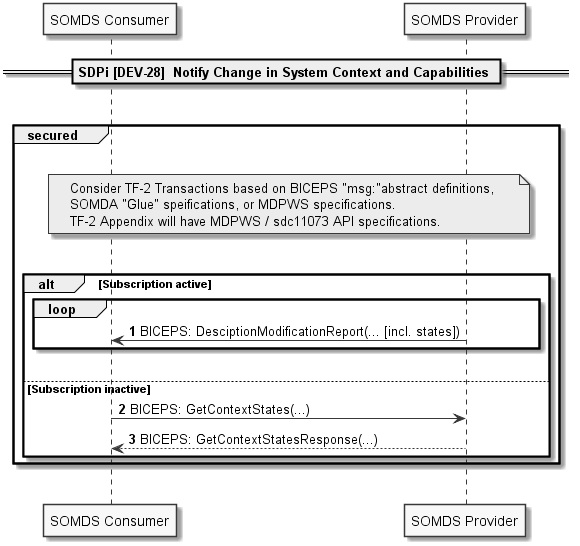 SOMDS Consumer SOMDS Provider
SDPi [DEV-28]  Notify Change in System Context and Capabilities
secured
Consider TF-2 Transactions based on BICEPS "msg:"abstract definitions,
SOMDA "Glue" speifications, or MDPWS specifications.
TF-2 Appendix will have MDPWS / sdc11073 API specifications.
alt [Subscription active]
loop
1 BICEPS: DesciptionModificationReport(... [incl. states])
[Subscription inactive]
2 BICEPS: GetContextStates(...)
3 BICEPS: GetContextStatesResponse(...)
SOMDS Consumer SOMDS Provider